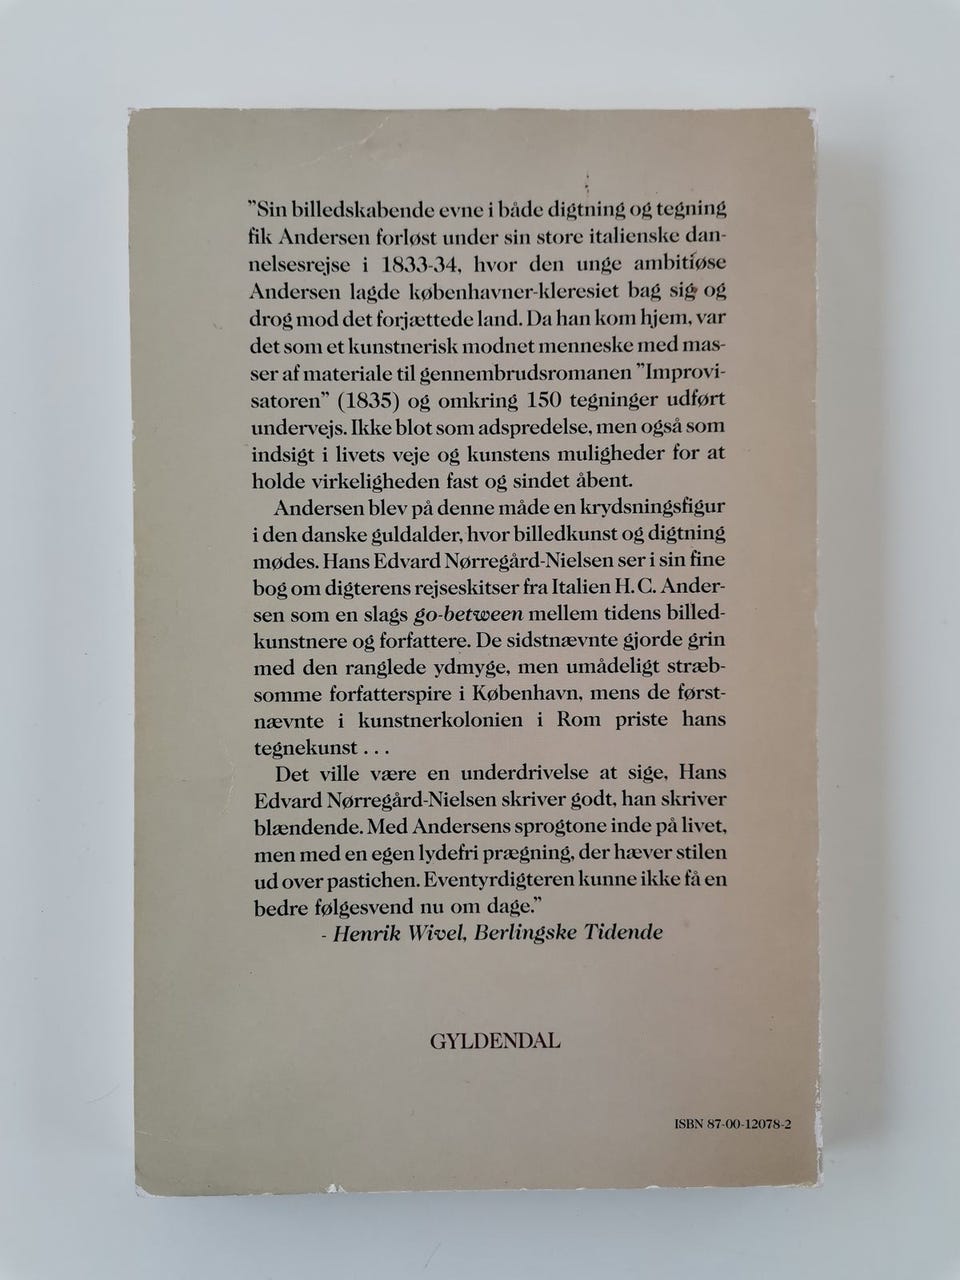 ”Sin billedskabende evne i både digtning og tegning
fik Andersen forløst under sin store italienske dan-
nelsesrejse i 1833-34, hvor den unge ambitiøse
Andersen lagde københavner-kleresiet bag sig og
drog mod det forjættede land. Da han kom hjem, var
det som et kunstnerisk modnet menneske med mas-
ser af materiale til gennembrudsromanen ”Improvi-
satoren” (1835) og omkring 150 tegninger udført
undervejs. Ikke blot som adspredelse, men også som
indsigt i livets veje og kunstens muligheder for at
holde virkeligheden fast og sindet åbent.
Andersen blev på denne måde en krydsningsfigur
i den danske guldalder, hvor billedkunst og digtning
mødes. Hans Edvard Nørregård-Nielsen ser i sin fine
bog om digterens rejseskitser fra Italien H. C. Ander-
sen som en slags go-between mellem tidens billed-
kunstnere og forfattere. De sidstnævnte gjorde grin
med den ranglede ydmyge, men umådeligt stræb-
somme forfatterspire i København, mens de først-
nævnte i kunstnerkolonien i Rom priste hans
tegnekunst . . .
Det ville være en underdrivelse at sige, Hans
Edvard Nørregård-Nielsen skriver godt, han skriver
blændende. Med Andersens sprogtone inde på livet,
men med en egen lydefri prægning, der hæver stilen
ud over pastichen. Eventyrdigteren kunne ikke få en
bedre følgesvend nu om dage.”
- Henrik Wivel, Berlingske Tidende
GYLDENDAL
ISBN 87-00-12078-2